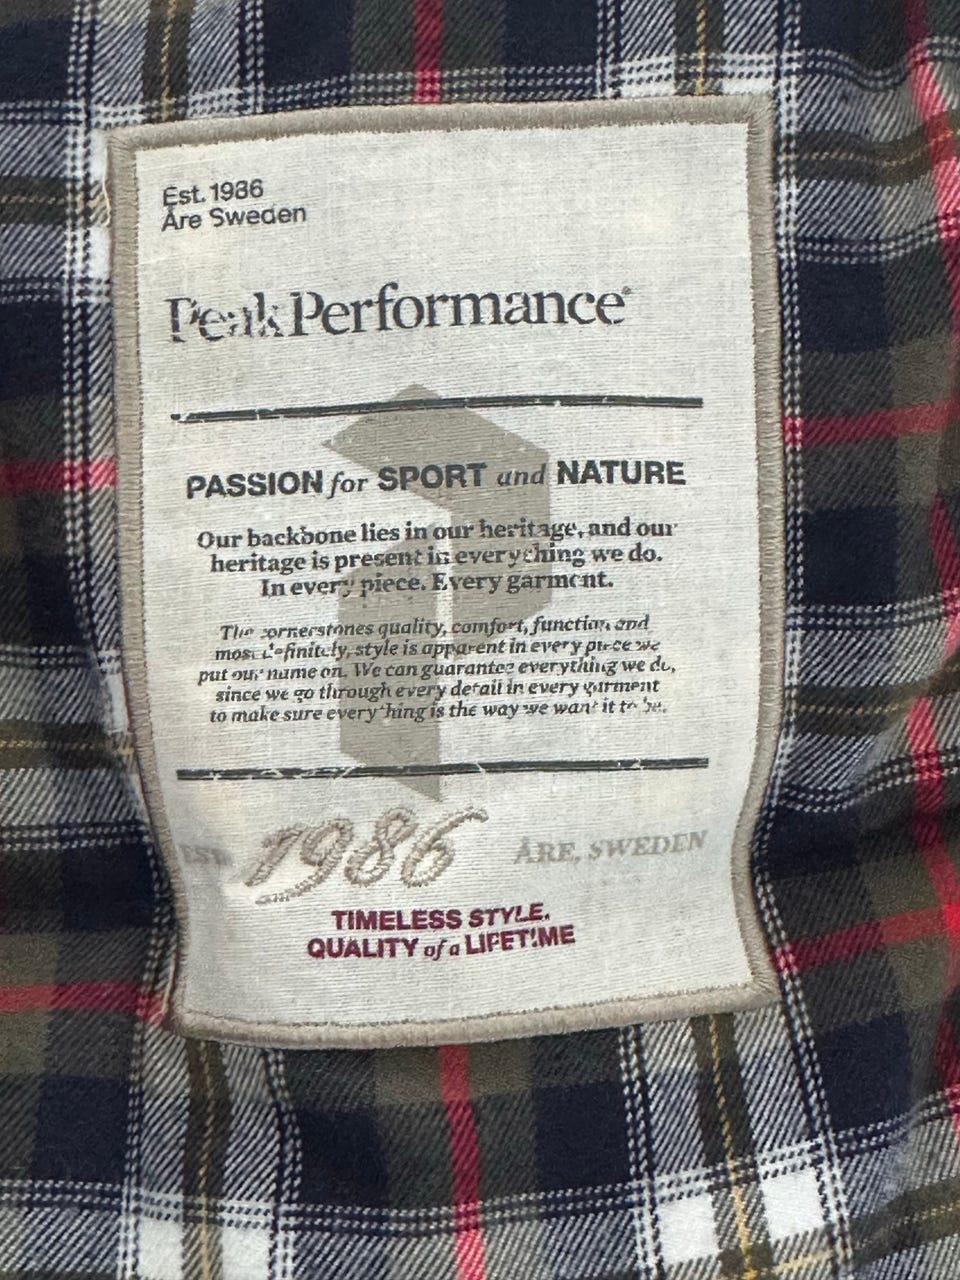 Est. 1986
Åre Sweden
Peak Performance®
PASSION for SPORT and NATURE
Our backbone lies in our heritage, and our
heritage is present in everything we do.
In every piece. Every garment.
The cornerstones quality, comfort, function and
most definitely, style is apparent in every piece we
put our name on. We can guarantee everything we do,
since we go through every detail in every garment
to make sure everything is the way we want it to be.
EST. 1986 ÅRE, SWEDEN
TIMELESS STYLE.
QUALITY of a LIFETIME